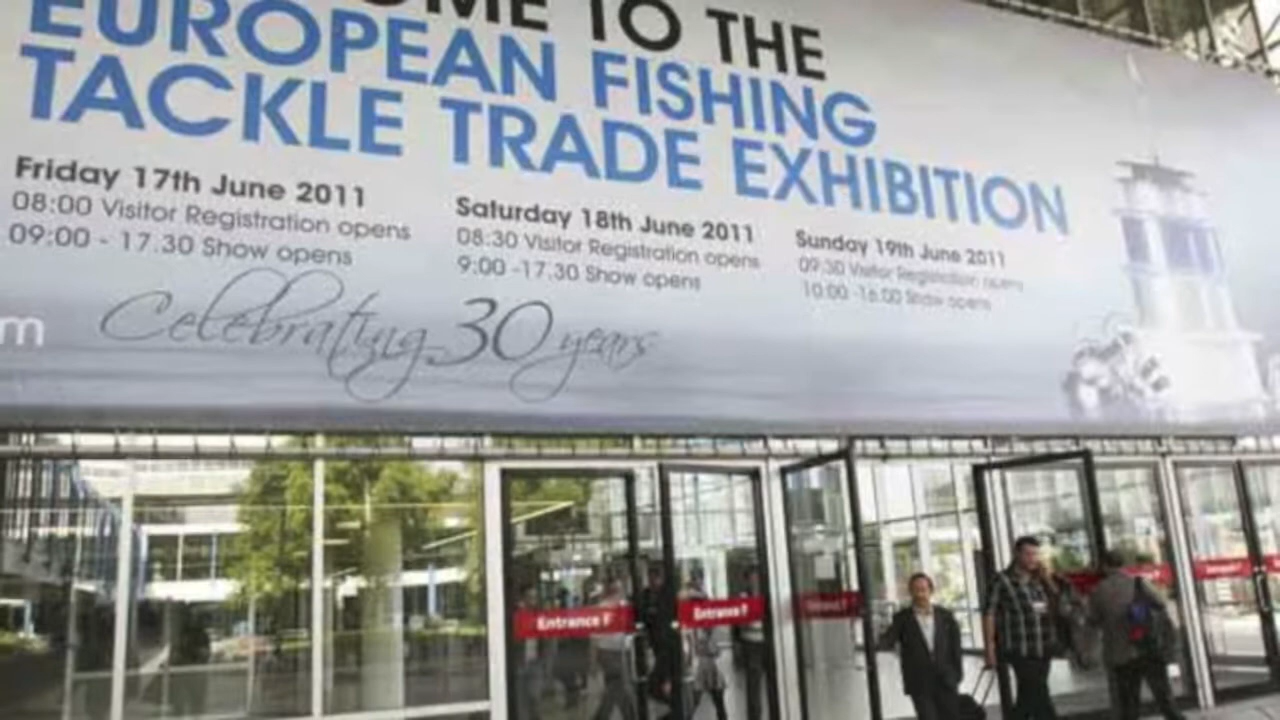 OME TO THE
EUROPEAN FISHING
TACKLE TRADE EXHIBITION
Friday 17th June 2011
08:00 Visitor Registration opens
09:00 - 17.30 Show opens
Saturday 18th June 2011
08:30 Visitor Registration opens
9:00 -17.30 Show opens
Sunday 19th June 2011
09:30 Visitor Registration opens
10:00 -16.00 Show opens
m
Celebrating 30 years
Entrance F
Entrance F